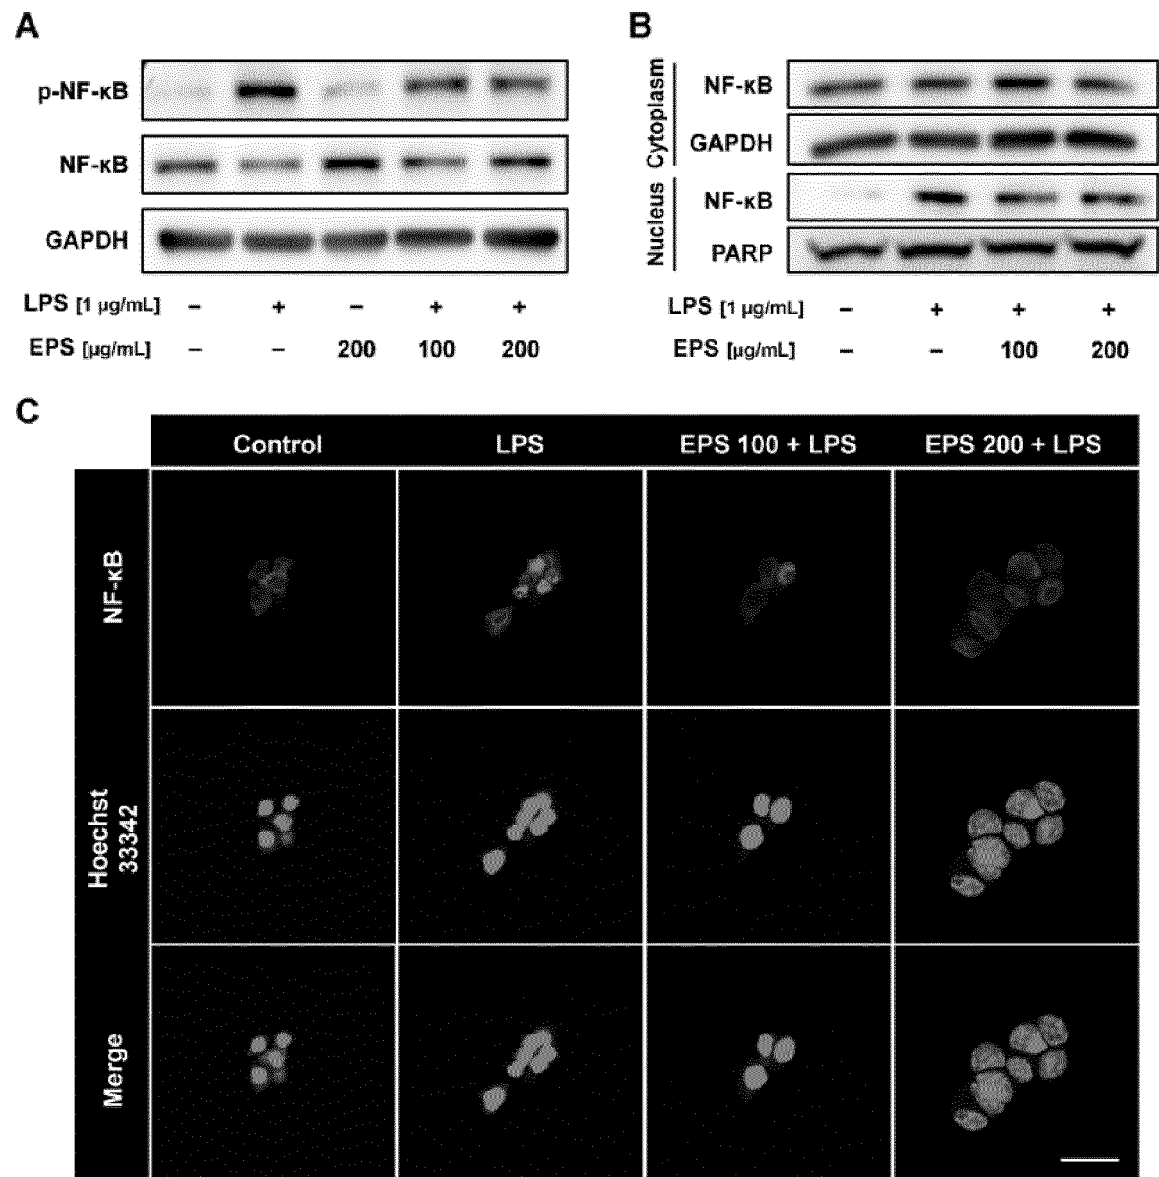 A
p-NF-κB
NF-κB
GAPDH
LPS [1 µg/mL] – + – + +
EPS [µg/mL] – – 200 100 200
B
Cytoplasm
NF-κB
GAPDH
Nucleus
NF-κB
PARP
LPS [1 µg/mL] – + + +
EPS [µg/mL] – – 100 200
C
Control LPS EPS 100 + LPS EPS 200 + LPS
NF-κB
Hoechst
33342
Merge